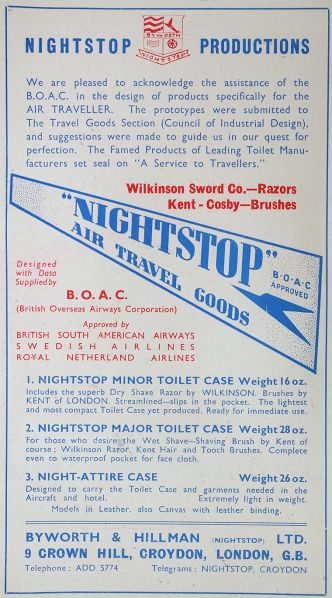 BYWORTH
NIGHTSTOP
NIGHTSTOP PRODUCTIONS
We are pleased to acknowledge the assistance of the
B.O.A.C. in the design of products specifically for the
AIR TRAVELLER. The prototypes were submitted to
The Travel Goods Section (Council of Industrial Design),
and suggestions were made to guide us in our quest for
perfection. The Famed Products of Leading Toilet Manu-
facturers set seal on "A Service to Travellers."
Wilkinson Sword Co.—Razors
Kent - Cosby—Brushes
"NIGHTSTOP"
AIR TRAVEL GOODS
B·O·A·C
APPROVED
Designed
with Data
Supplied by
B.O.A.C.
(British Overseas Airways Corporation)
Approved by
BRITISH SOUTH AMERICAN AIRWAYS
SWEDISH AIRLINES
ROYAL NETHERLAND AIRLINES
1. NIGHTSTOP MINOR TOILET CASE Weight 16 oz.
Includes the superb Dry Shave Razor by WILKINSON. Brushes by
KENT of LONDON. Streamlined—slips in the pocket. The lightest
and most compact Toilet Case yet produced. Ready for immediate use.
2. NIGHTSTOP MAJOR TOILET CASE Weight 28 oz.
For those who desire the Wet Shave—Shaving Brush by Kent of
course; Wilkinson Razor, Kent Hair and Tooth Brushes. Complete
even to waterproof pocket for face cloth.
3. NIGHT-ATTIRE CASE Weight 26 oz.
Designed to carry the Toilet Case and garments needed in the
Aircraft and hotel. Extremely light in weight.
Models in Leather, also Canvas with leather binding.
BYWORTH & HILLMAN (NIGHTSTOP) LTD.
9 CROWN HILL, CROYDON, LONDON, G.B.
Telephone: ADD 5774 Telegrams: NIGHTSTOP, CROYDON